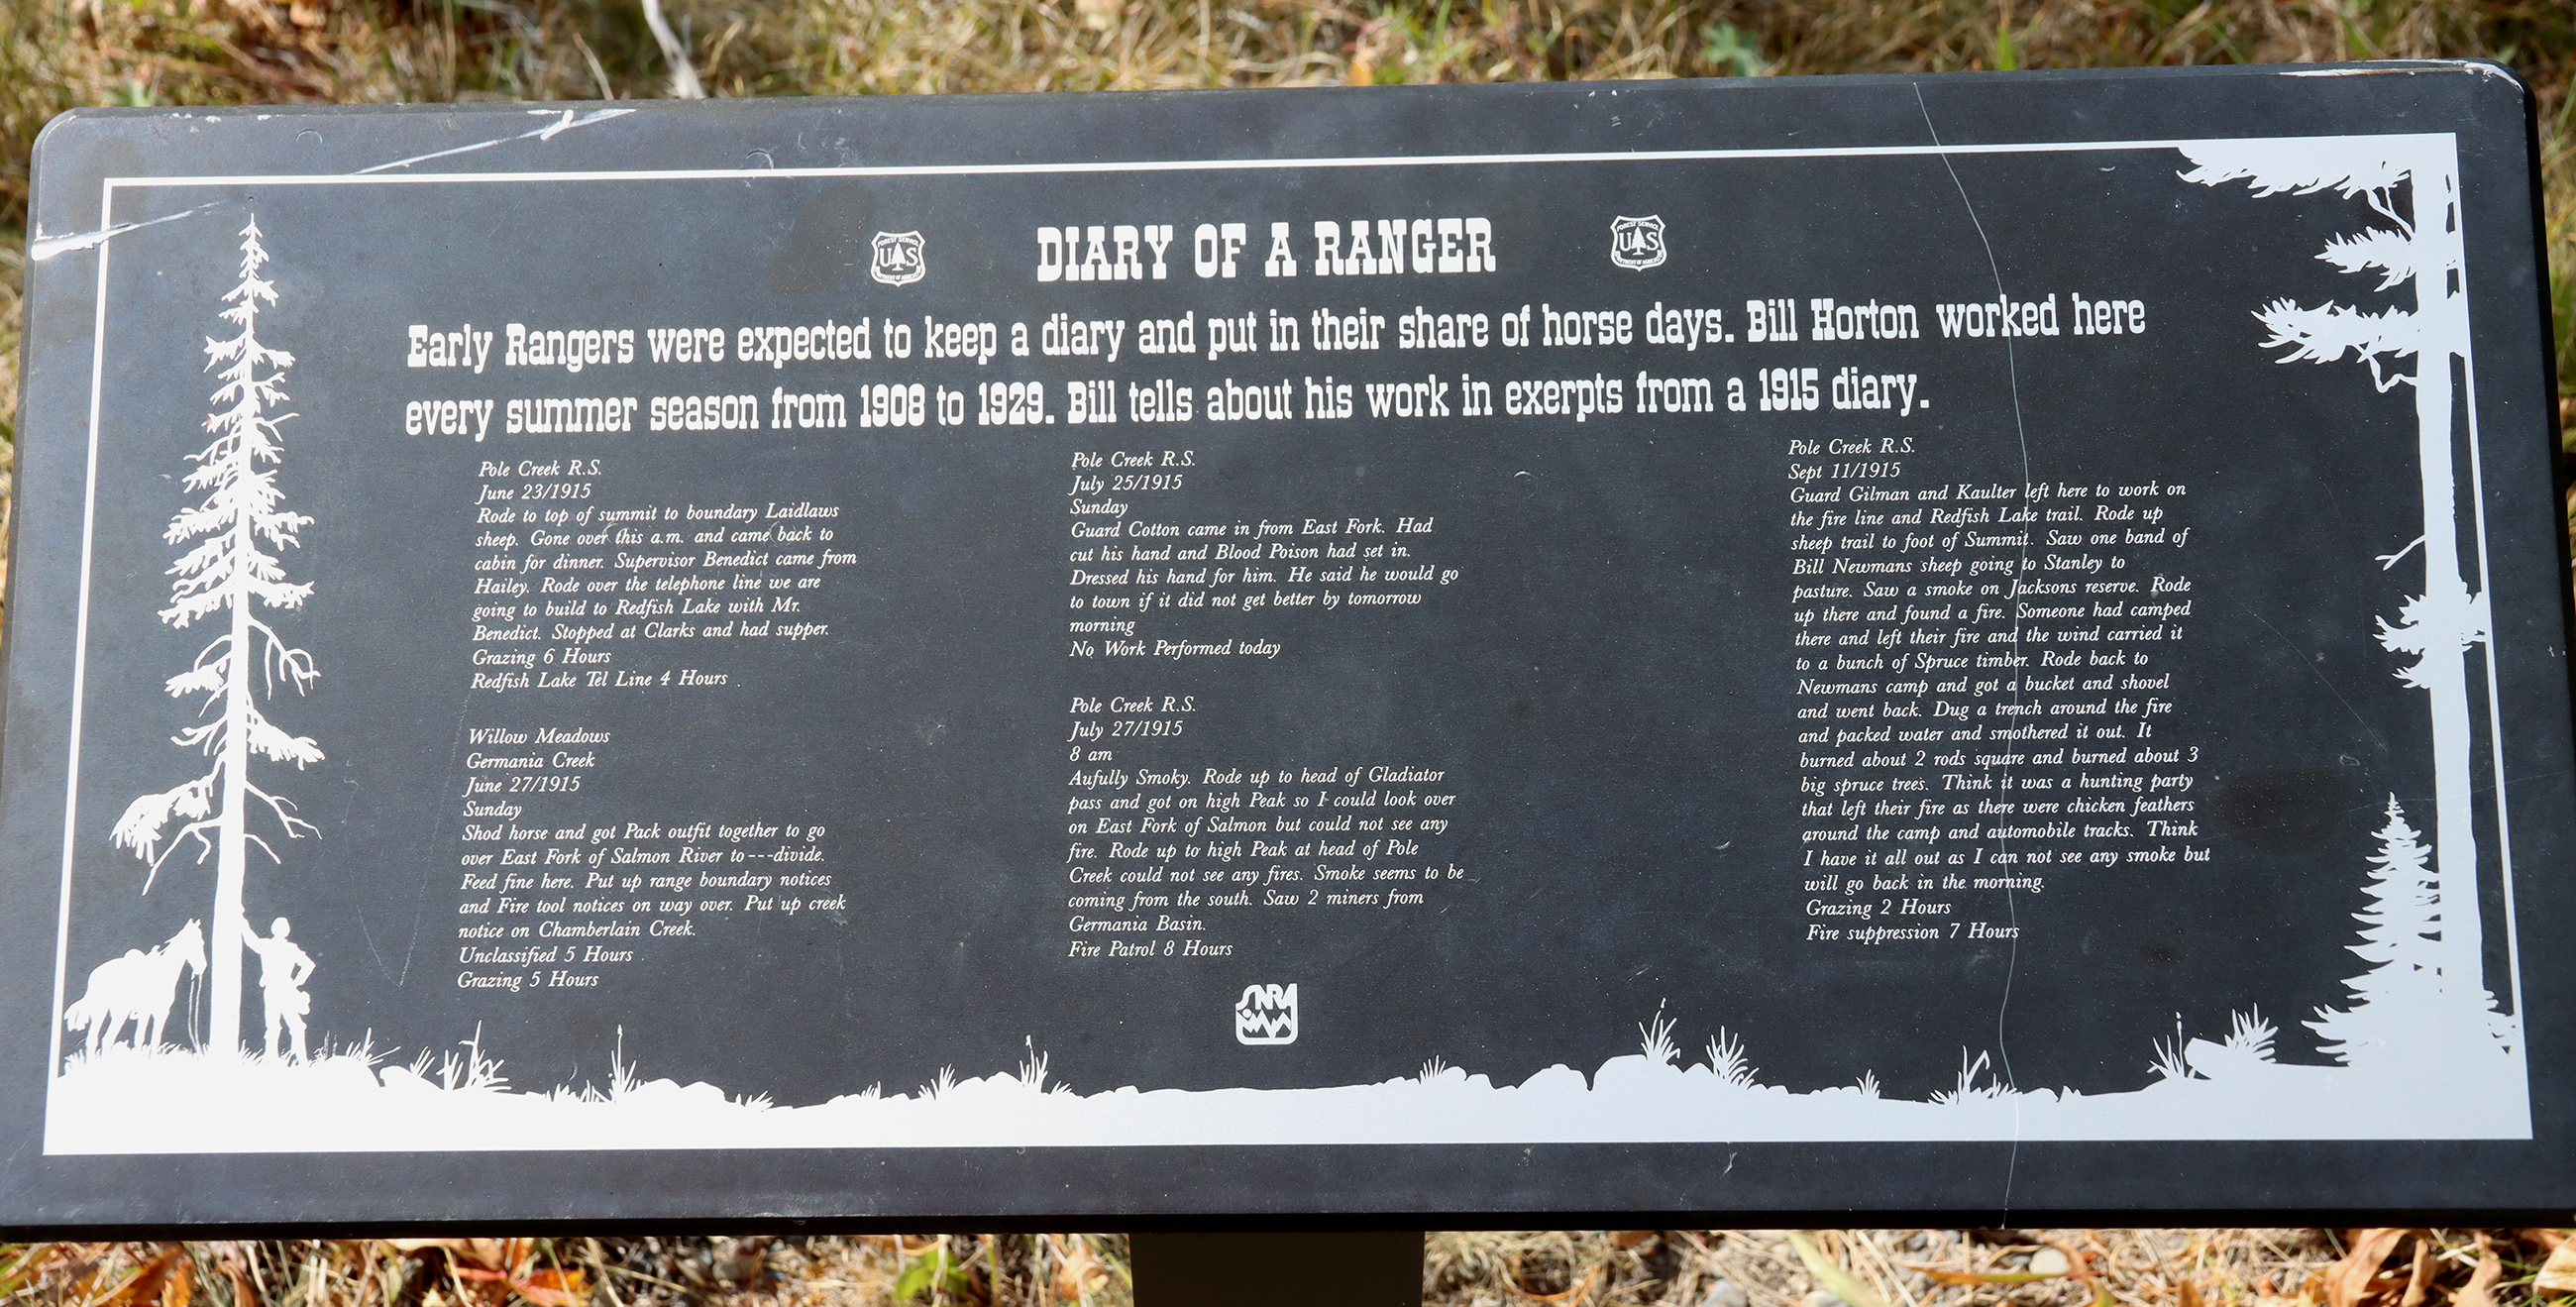 DIARY OF A RANGER
FOREST SERVICE
U S
DEPARTMENT OF AGRICULTURE
FOREST SERVICE
U S
DEPARTMENT OF AGRICULTURE
Early Rangers were expected to keep a diary and put in their share of horse days. Bill Horton worked here
every summer season from 1908 to 1929. Bill tells about his work in exerpts from a 1915 diary.
Pole Creek R.S.
June 23/1915
Rode to top of summit to boundary Laidlaws
sheep. Gone over this a.m. and came back to
cabin for dinner. Supervisor Benedict came from
Hailey. Rode over the telephone line we are
going to build to Redfish Lake with Mr.
Benedict. Stopped at Clarks and had supper.
Grazing 6 Hours
Redfish Lake Tel Line 4 Hours
Willow Meadows
Germania Creek
June 27/1915
Sunday
Shod horse and got Pack outfit together to go
over East Fork of Salmon River to---divide.
Feed fine here. Put up range boundary notices
and Fire tool notices on way over. Put up creek
notice on Chamberlain Creek.
Unclassified 5 Hours
Grazing 5 Hours
Pole Creek R.S.
July 25/1915
Sunday
Guard Cotton came in from East Fork. Had
cut his hand and Blood Poison had set in.
Dressed his hand for him. He said he would go
to town if it did not get better by tomorrow
morning
No Work Performed today
Pole Creek R.S.
July 27/1915
8 am
Aufully Smoky. Rode up to head of Gladiator
pass and got on high Peak so I could look over
on East Fork of Salmon but could not see any
fire. Rode up to high Peak at head of Pole
Creek could not see any fires. Smoke seems to be
coming from the south. Saw 2 miners from
Germania Basin.
Fire Patrol 8 Hours
Pole Creek R.S.
Sept 11/1915
Guard Gilman and Kaulter left here to work on
the fire line and Redfish Lake trail. Rode up
sheep trail to foot of Summit. Saw one band of
Bill Newmans sheep going to Stanley to
pasture. Saw a smoke on Jacksons reserve. Rode
up there and found a fire. Someone had camped
there and left their fire and the wind carried it
to a bunch of Spruce timber. Rode back to
Newmans camp and got a bucket and shovel
and went back. Dug a trench around the fire
and packed water and smothered it out. It
burned about 2 rods square and burned about 3
big spruce trees. Think it was a hunting party
that left their fire as there were chicken feathers
around the camp and automobile tracks. Think
I have it all out as I can not see any smoke but
will go back in the morning.
Grazing 2 Hours
Fire suppression 7 Hours
SNRA